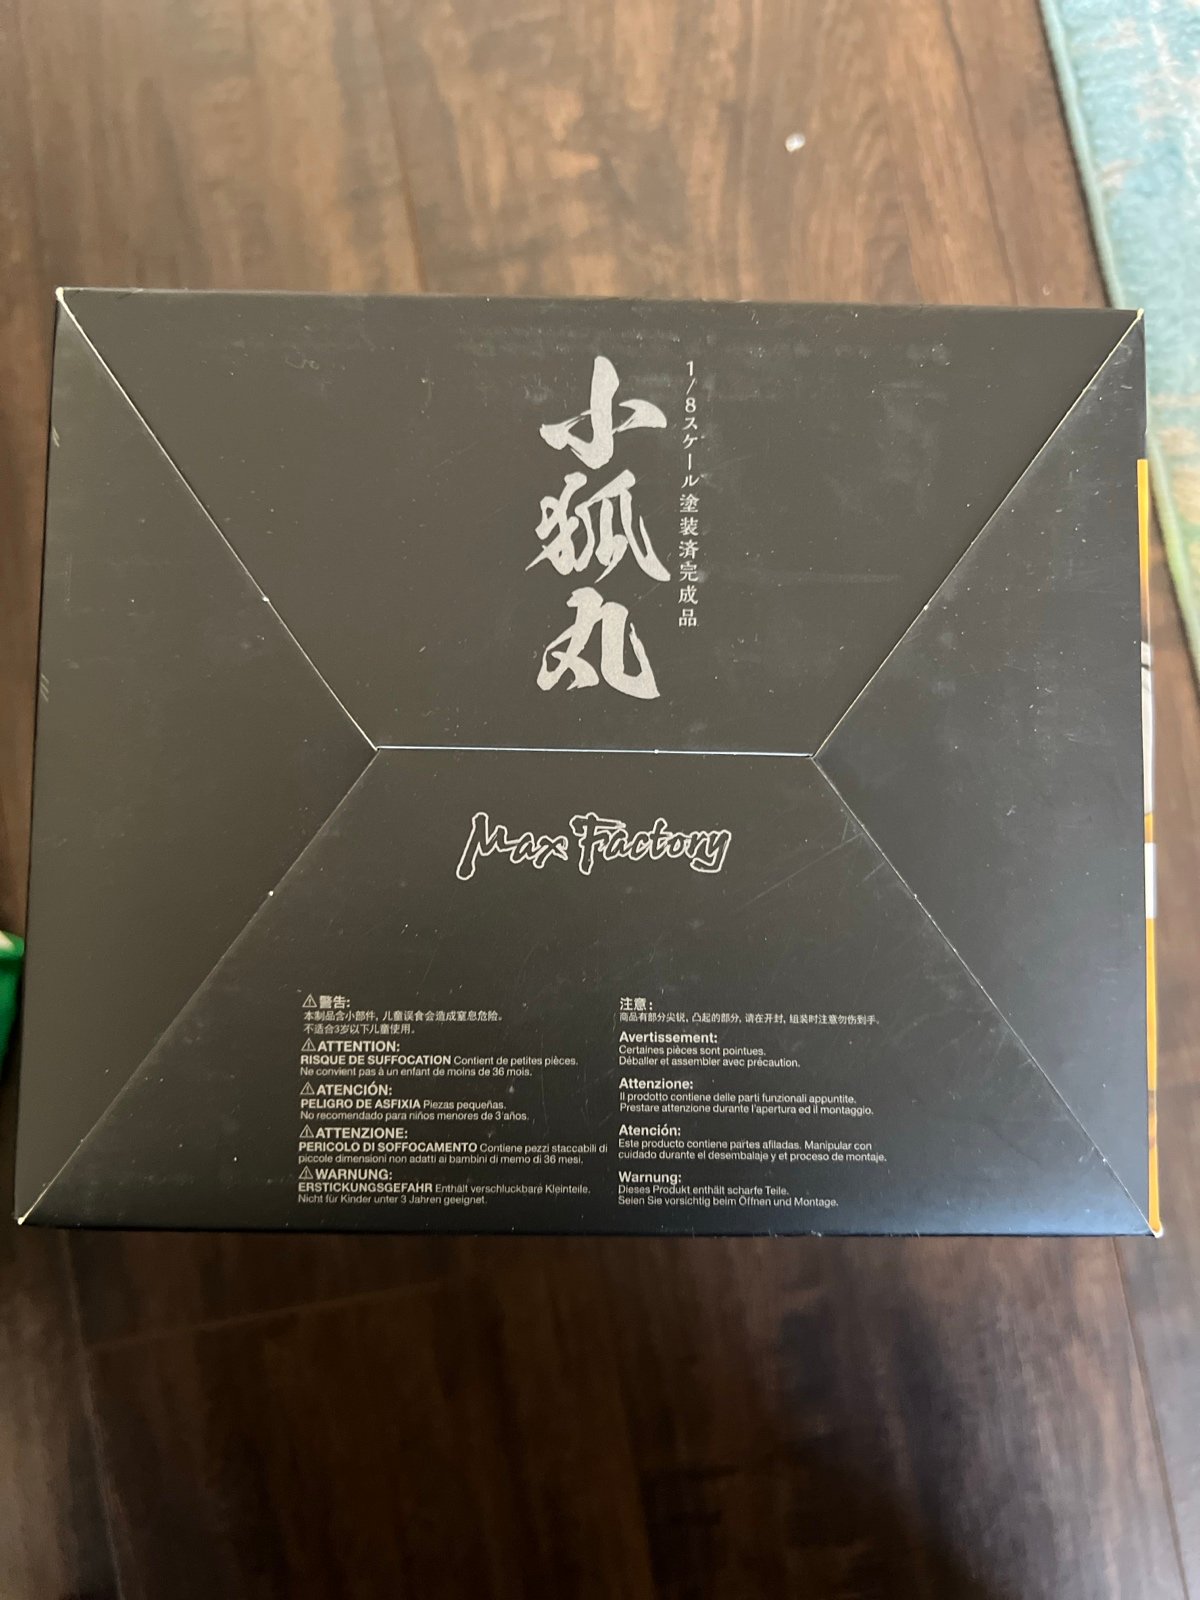 1/8スケール塗装済完成品
小狐丸
Max Factory
⚠警告:
本制品含小部件, 儿童误食会造成窒息危险。
不适合3岁以下儿童使用。
⚠ATTENTION:
RISQUE DE SUFFOCATION Contient de petites pièces.
Ne convient pas à un enfant de moins de 36 mois.
⚠ATENCIÓN:
PELIGRO DE ASFIXIA Piezas pequeñas.
No recomendado para niños menores de 3 años.
⚠ATTENZIONE:
PERICOLO DI SOFFOCAMENTO Contiene pezzi staccabili di
piccole dimensioni non adatti ai bambini di memo di 36 mesi.
⚠WARNUNG:
ERSTICKUNGSGEFAHR Enthält verschluckbare Kleinteile.
Nicht für Kinder unter 3 Jahren geeignet.
注意:
商品有部分尖锐, 凸起的部分, 请在开封, 组装时注意勿伤到手。
Avertissement:
Certaines pièces sont pointues.
Déballer et assembler avec précaution.
Attenzione:
Il prodotto contiene delle parti funzionali appuntite.
Prestare attenzione durante l'apertura ed il montaggio.
Atención:
Este producto contiene partes afiladas. Manipular con
cuidado durante el desembalaje y et proceso de montaje.
Warnung:
Dieses Produkt enthält scharfe Teile.
Seien Sie vorsichtig beim Öffnen und Montage.